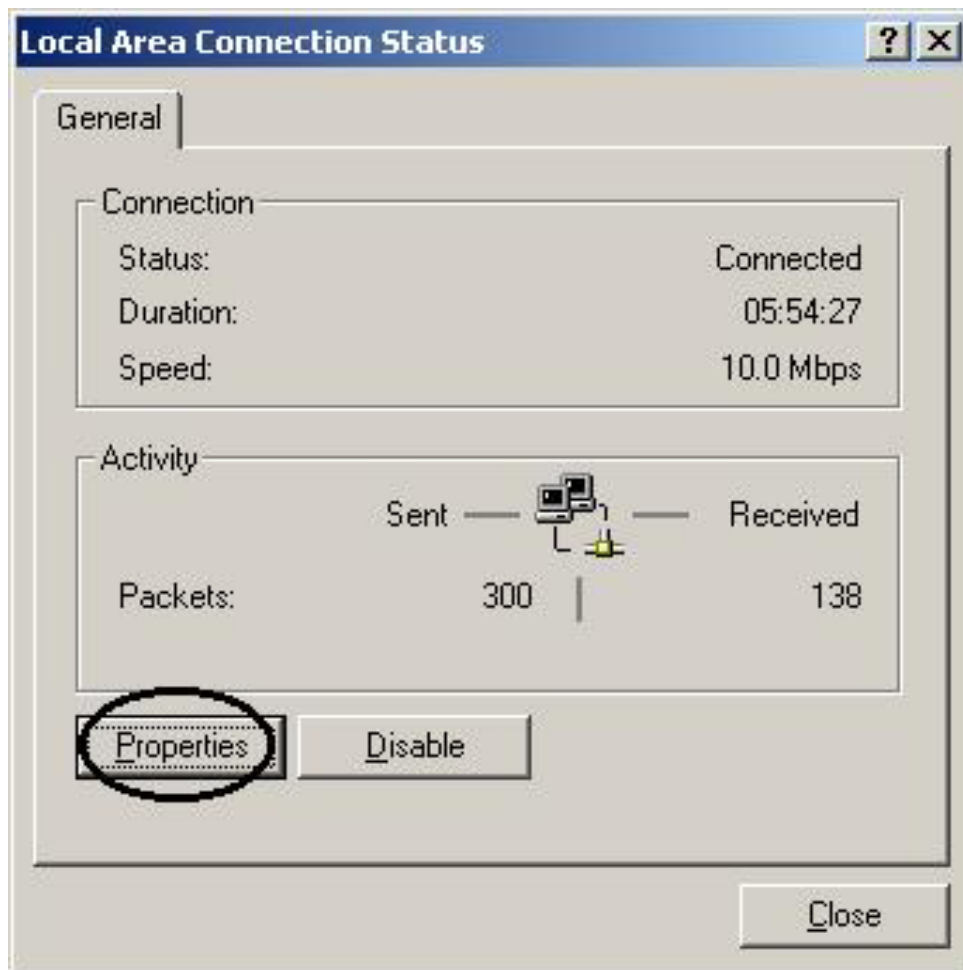 Local Area Connection Status
General
Connection
Status: Connected
Duration: 05:54:27
Speed: 10.0 Mbps
Activity
Sent Received
Packets: 300 138
Properties Disable
Close